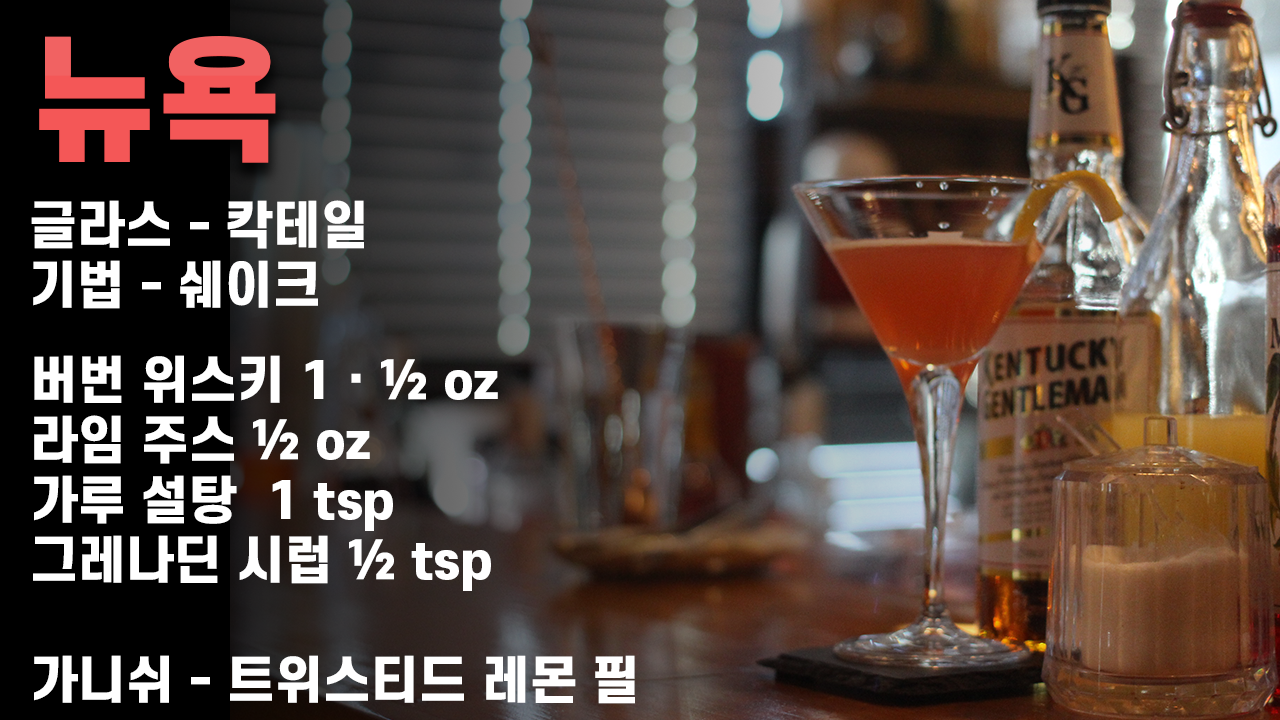 뉴욕
글라스 - 칵테일
기법 - 쉐이크
버번 위스키 1 · ½ oz
라임 주스 ½ oz
가루 설탕 1 tsp
그레나딘 시럽 ½ tsp
가니쉬 - 트위스티드 레몬 필
KG
KENTUCKY
GENTLEMAN